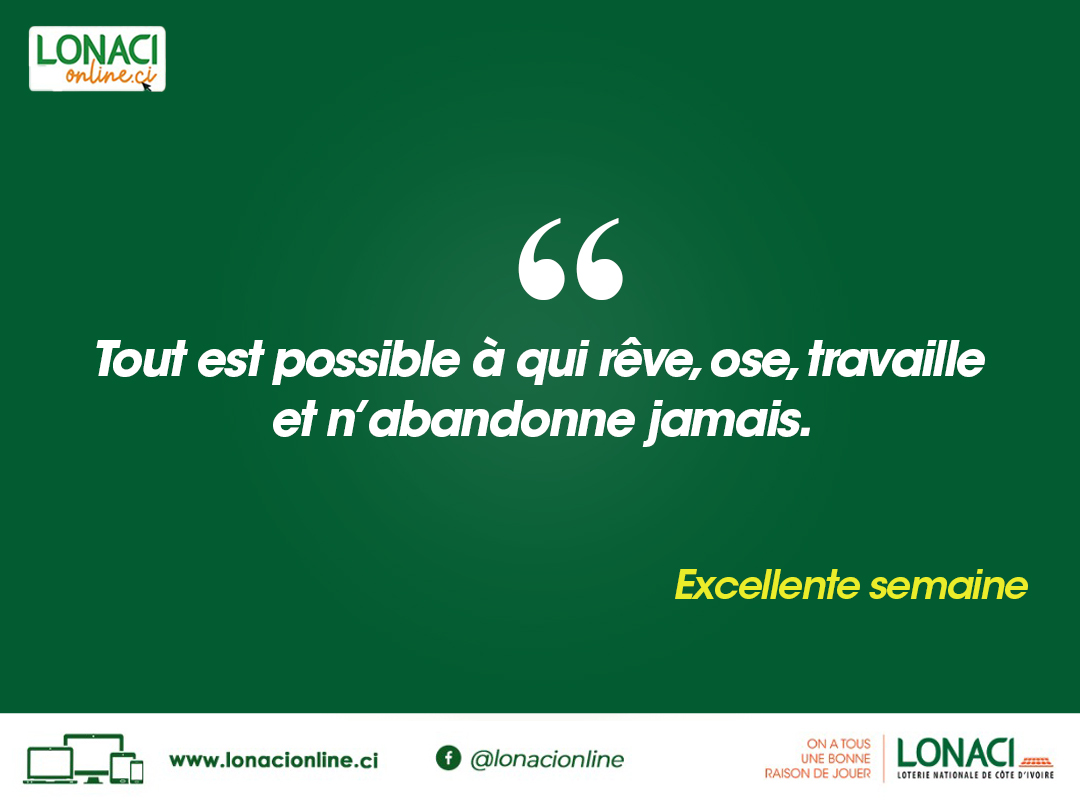 LONACI
online.ci
“
Tout est possible à qui rêve, ose, travaille
et n’abandonne jamais.
Excellente semaine
www.lonacionline.ci
@lonacionline
ON A TOUS
UNE BONNE
RAISON DE JOUER
LONACI
LOTERIE NATIONALE DE CÔTE D’IVOIRE